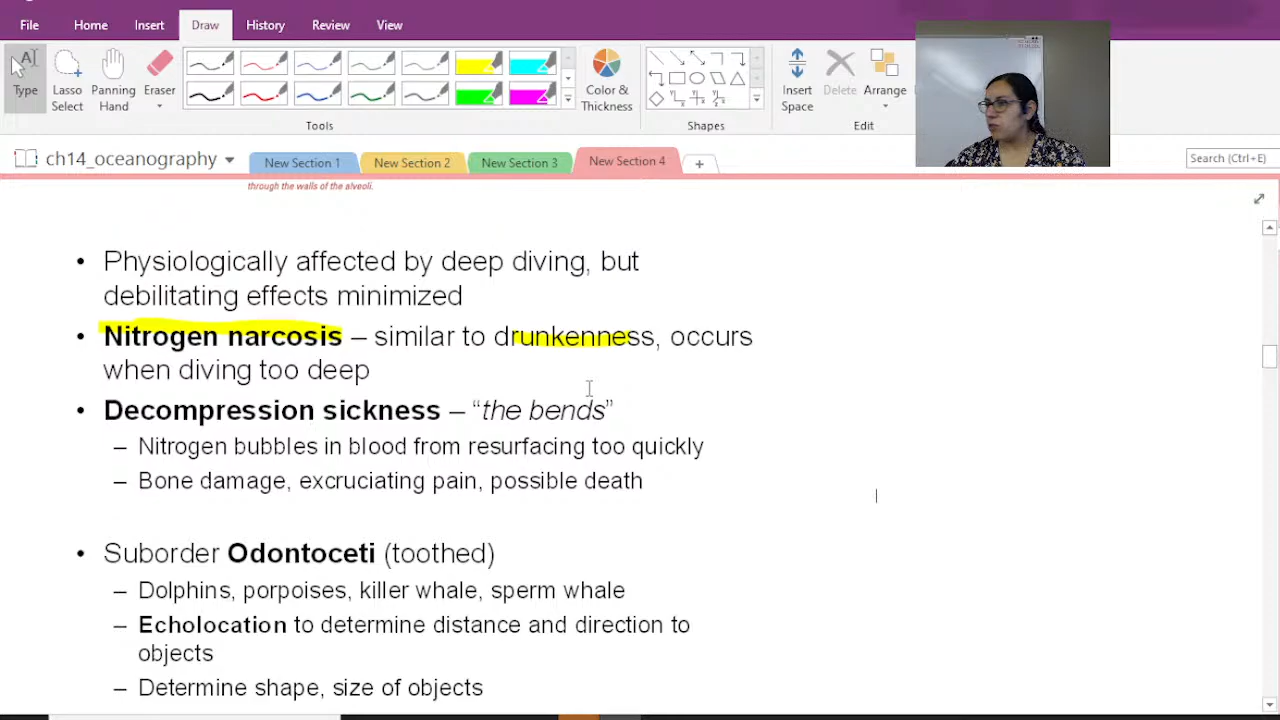 File Home Insert Draw History Review View
Type
Lasso Select
Panning Hand
Eraser
Color & Thickness
Insert Space
Delete
Arrange
Tools
Shapes
Edit
ch14_oceanography
New Section 1
New Section 2
New Section 3
New Section 4
Search (Ctrl+E)
through the walls of the alveoli.
• Physiologically affected by deep diving, but
debilitating effects minimized
• Nitrogen narcosis – similar to drunkenness, occurs
when diving too deep
• Decompression sickness – “the bends”
– Nitrogen bubbles in blood from resurfacing too quickly
– Bone damage, excruciating pain, possible death
• Suborder Odontoceti (toothed)
– Dolphins, porpoises, killer whale, sperm whale
– Echolocation to determine distance and direction to
objects
– Determine shape, size of objects